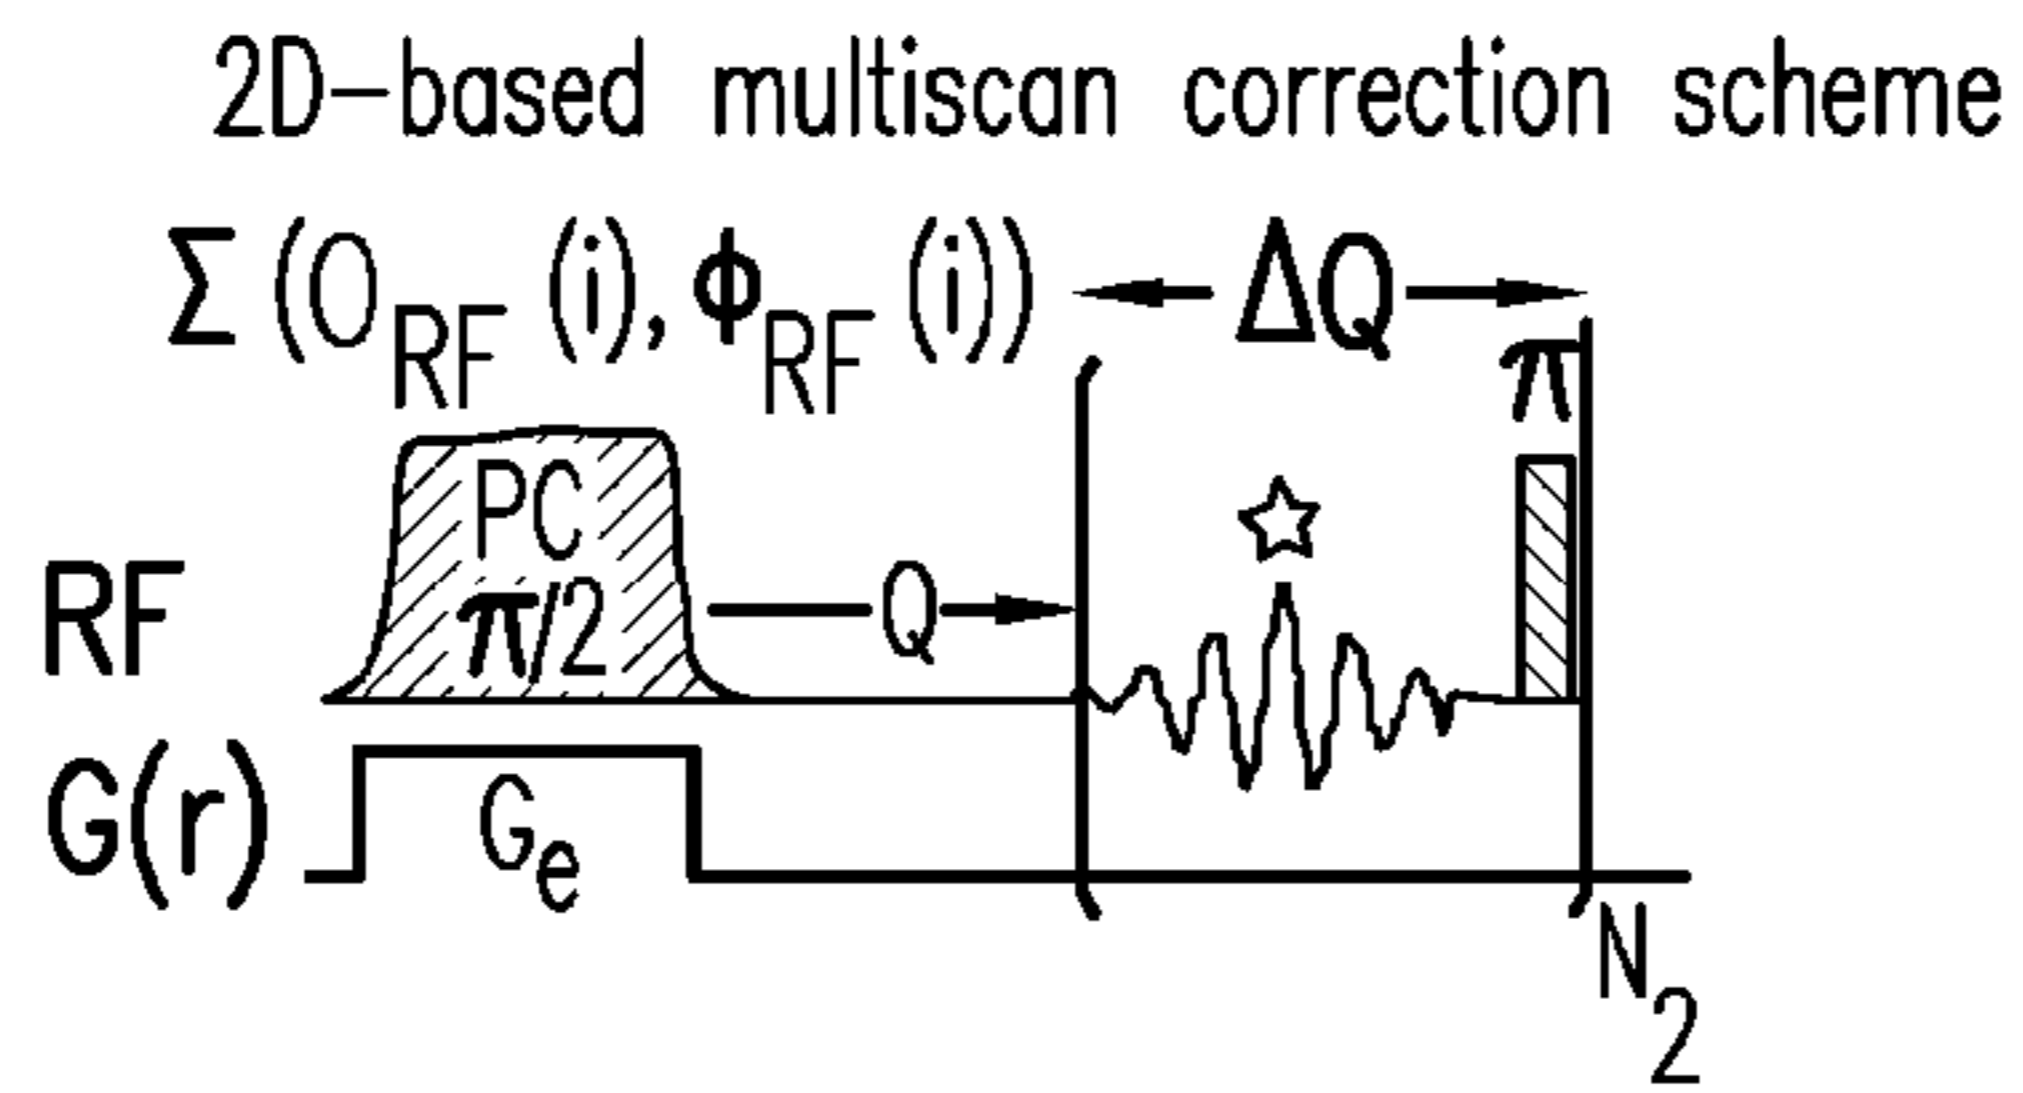 2D-based multiscan correction scheme
Σ (O_RF (i), ϕ_RF (i))
ΔQ
π
PC
π/2
RF
Q
G(r)
G_e
N_2